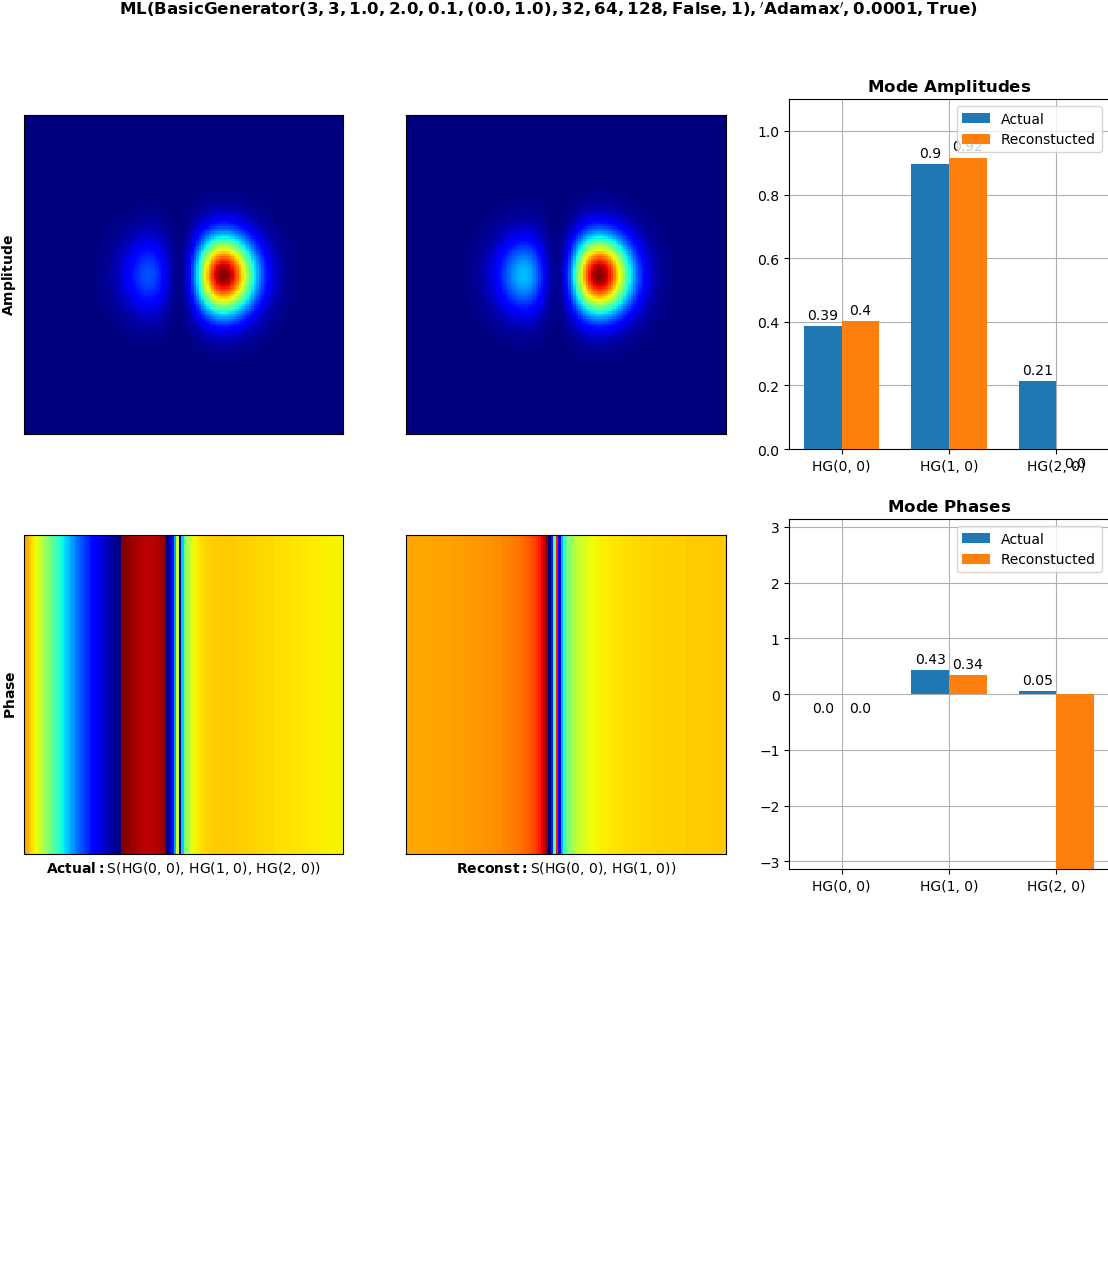 ML(BasicGenerator(3, 3, 1.0, 2.0, 0.1, (0.0, 1.0), 32, 64, 128, False, 1), 'Adamax', 0.0001, True)
Amplitude
Mode Amplitudes
Actual
Reconstucted
1.0
0.8
0.6
0.4
0.2
0.0
0.39
0.4
0.9
0.92
0.21
0.0
HG(0, 0)
HG(1, 0)
HG(2, 0)
Phase
Actual: S(HG(0, 0), HG(1, 0), HG(2, 0))
Reconst: S(HG(0, 0), HG(1, 0))
Mode Phases
Actual
Reconstucted
3
2
1
0
−1
−2
−3
0.0
0.0
0.43
0.34
0.05
HG(0, 0)
HG(1, 0)
HG(2, 0)